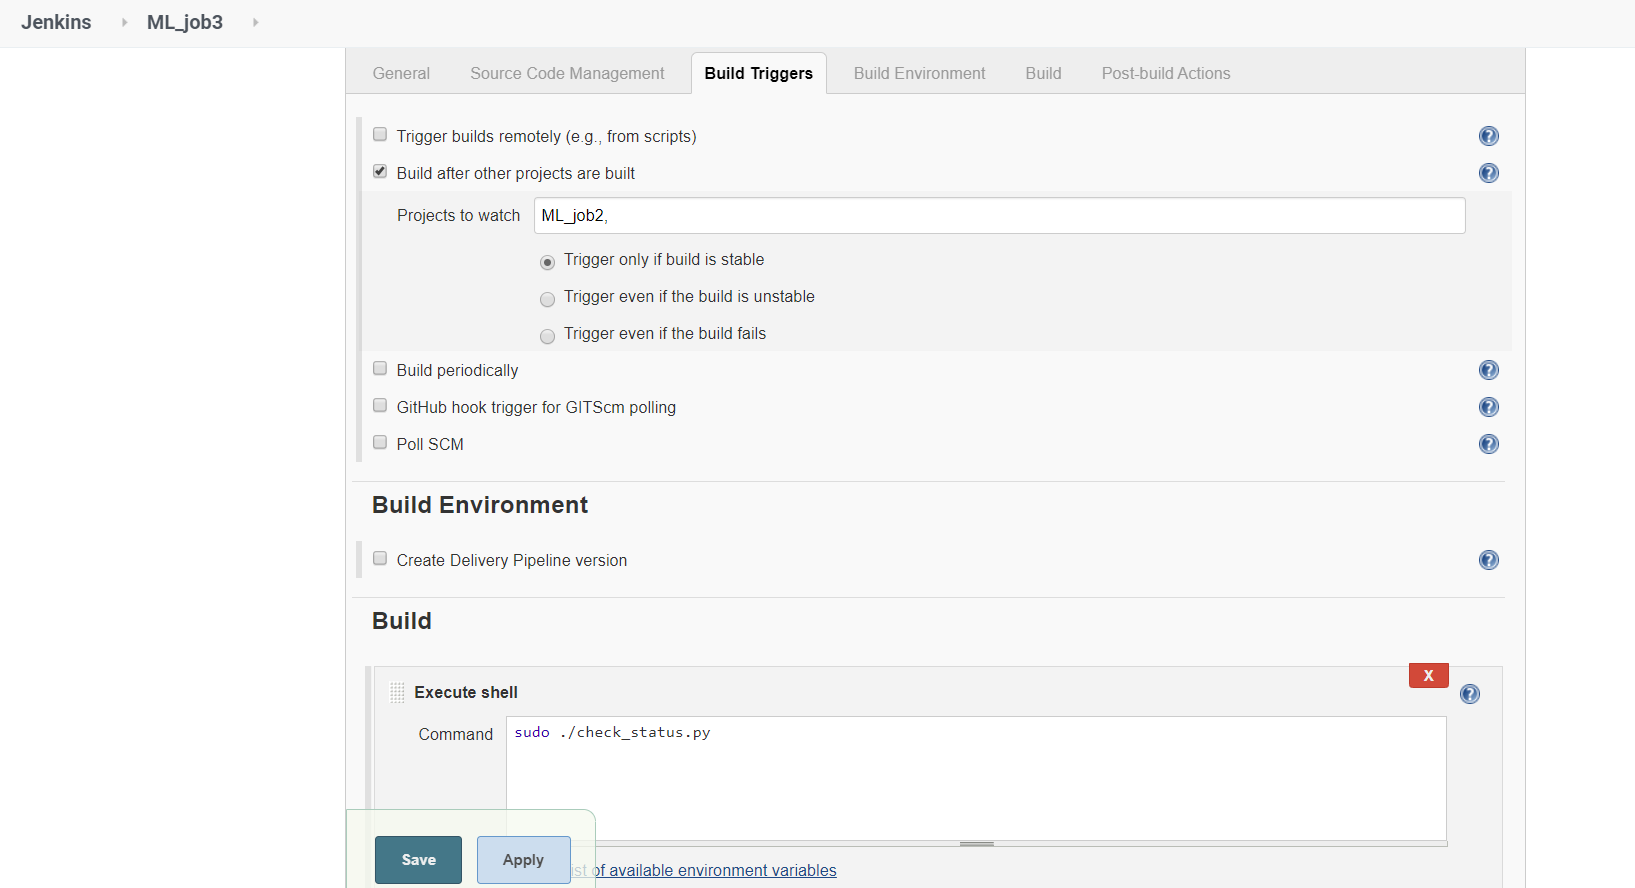 Jenkins ML_job3
General Source Code Management Build Triggers Build Environment Build Post-build Actions
Trigger builds remotely (e.g., from scripts)
Build after other projects are built
Projects to watch ML_job2,
Trigger only if build is stable
Trigger even if the build is unstable
Trigger even if the build fails
Build periodically
GitHub hook trigger for GITScm polling
Poll SCM
Build Environment
Create Delivery Pipeline version
Build
X
Execute shell
Command sudo ./check_status.py
Save Apply
of available environment variables